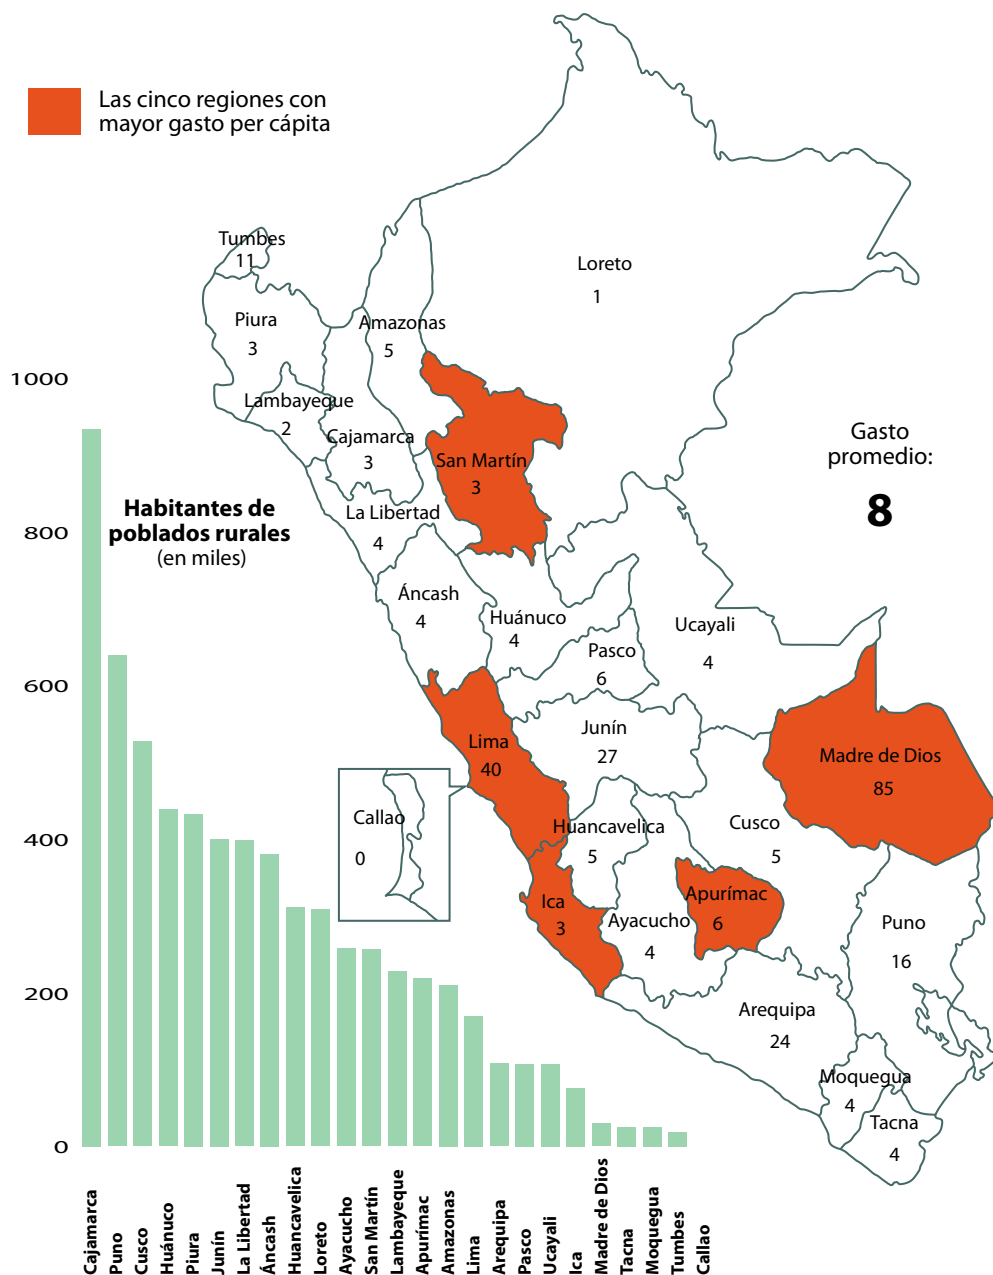 Las cinco regiones con
mayor gasto per cápita
Tumbes
11
Loreto
1
Piura
3
Amazonas
5
Lambayeque
2
Cajamarca
3
San Martín
3
Gasto
promedio:
8
La Libertad
4
Áncash
4
Huánuco
4
Pasco
6
Ucayali
4
Lima
40
Junín
27
Madre de Dios
85
Callao
0
Huancavelica
5
Cusco
5
Ica
3
Ayacucho
4
Apurímac
6
Puno
16
Arequipa
24
Moquegua
4
Tacna
4
Habitantes de
poblados rurales
(en miles)
1000
800
600
400
200
0
Cajamarca
Puno
Cusco
Huánuco
Piura
Junín
La Libertad
Áncash
Huancavelica
Loreto
Ayacucho
San Martín
Lambayeque
Apurímac
Amazonas
Lima
Arequipa
Pasco
Ucayali
Ica
Madre de Dios
Tacna
Moquegua
Tumbes
Callao